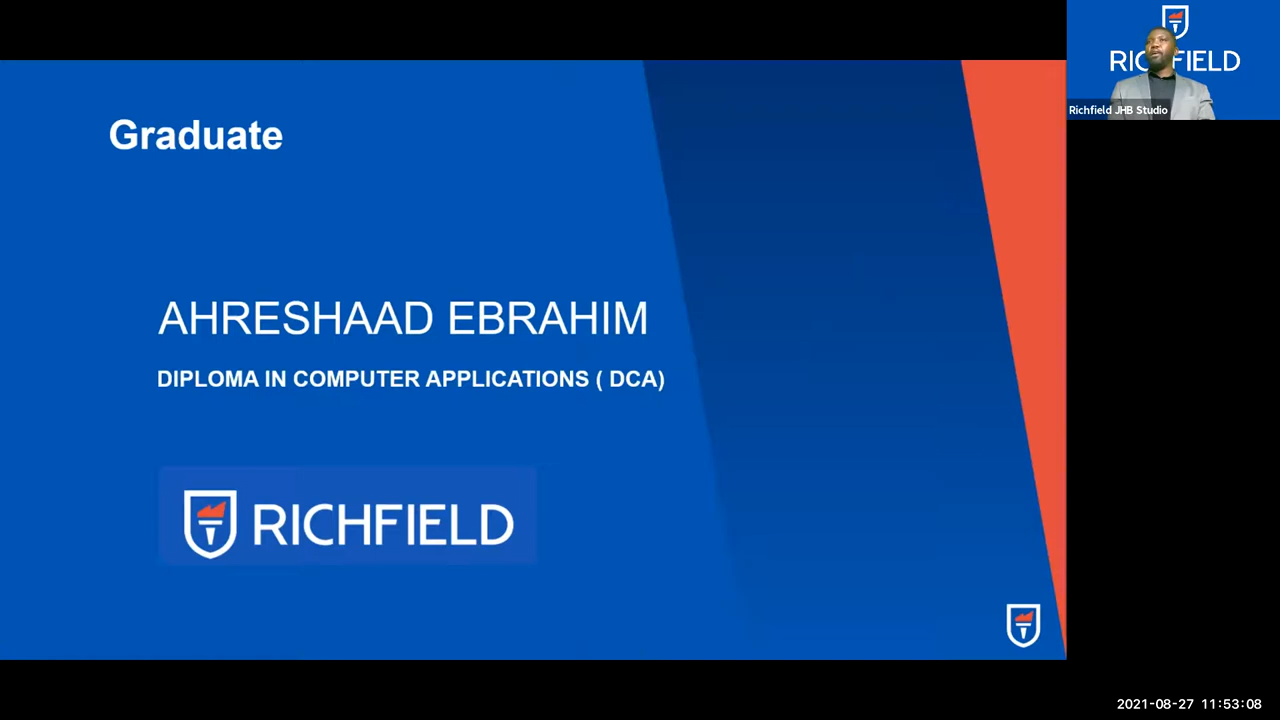 Graduate
AHRESHAAD EBRAHIM
DIPLOMA IN COMPUTER APPLICATIONS ( DCA)
RICHFIELD
RICHFIELD
Richfield JHB Studio
2021-08-27 11:53:08